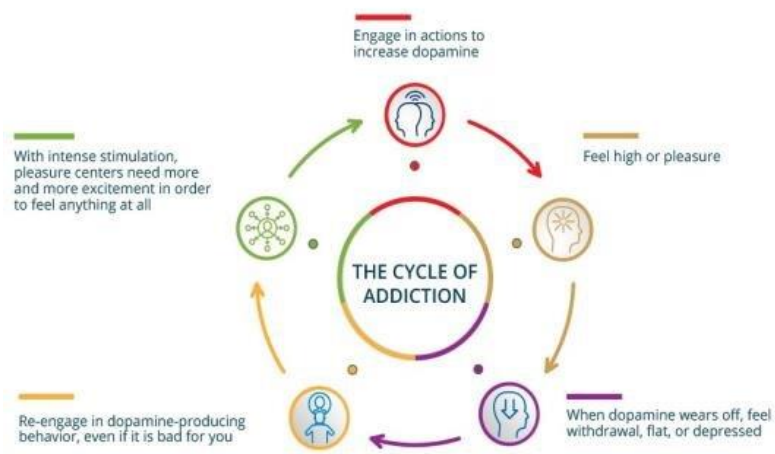 Engage in actions to
increase dopamine
Feel high or pleasure
When dopamine wears off, feel
withdrawal, flat, or depressed
Re-engage in dopamine-producing
behavior, even if it is bad for you
With intense stimulation,
pleasure centers need more
and more excitement in order
to feel anything at all
THE CYCLE OF
ADDICTION